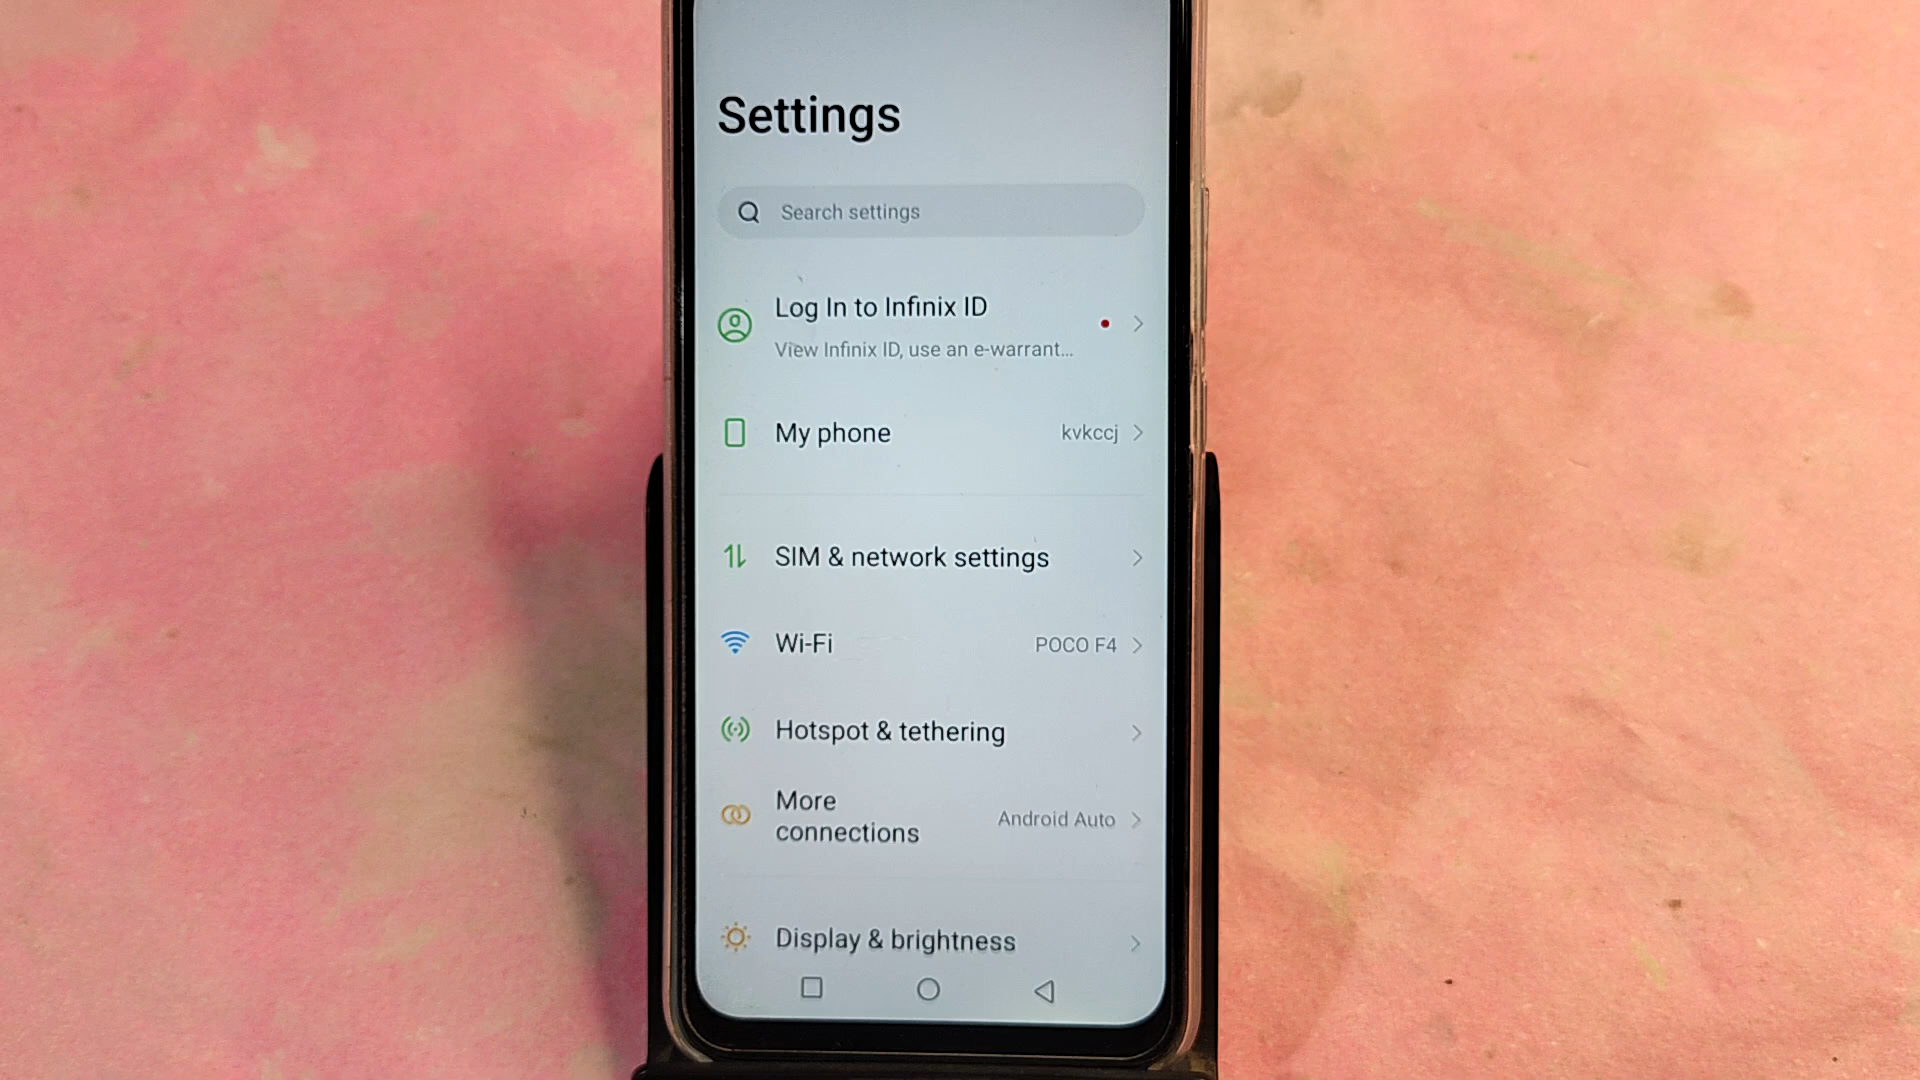 Settings
Search settings
Log In to Infinix ID
View Infinix ID, use an e-warrant...
My phone
kvkccj
SIM & network settings
Wi-Fi
POCO F4
Hotspot & tethering
More
connections
Android Auto
Display & brightness